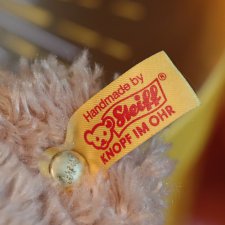 Handmade by
Steiff
KNOPF IM OHR